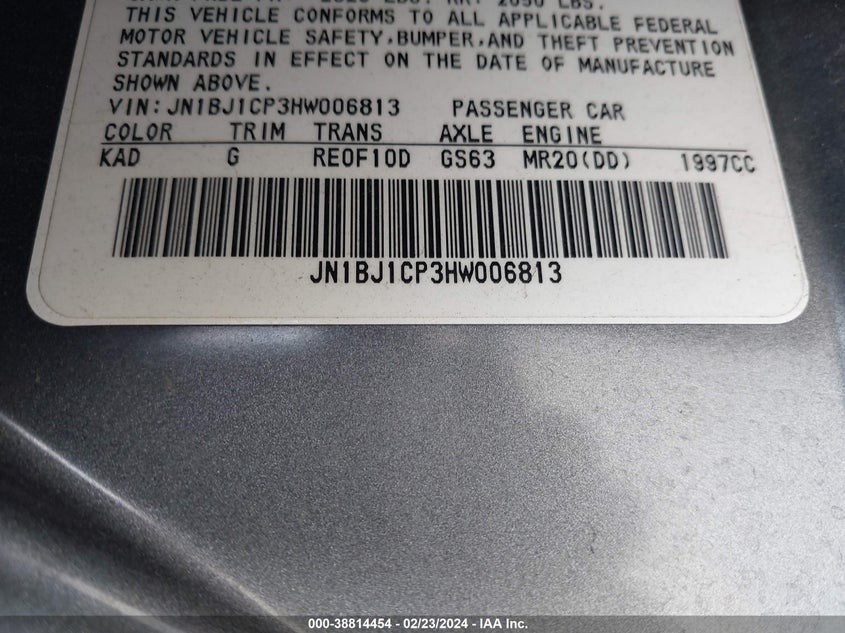 THIS VEHICLE CONFORMS TO ALL APPLICABLE FEDERAL
MOTOR VEHICLE SAFETY,BUMPER,AND THEFT PREVENTION
STANDARDS IN EFFECT ON THE DATE OF MANUFACTURE
SHOWN ABOVE.
VIN:JN1BJ1CP3HW006813 PASSENGER CAR
COLOR TRIM TRANS AXLE ENGINE
KAD G RE0F10D GS63 MR20(DD) 1997CC
JN1BJ1CP3HW006813
000-38814454 - 02/23/2024 - IAA Inc.